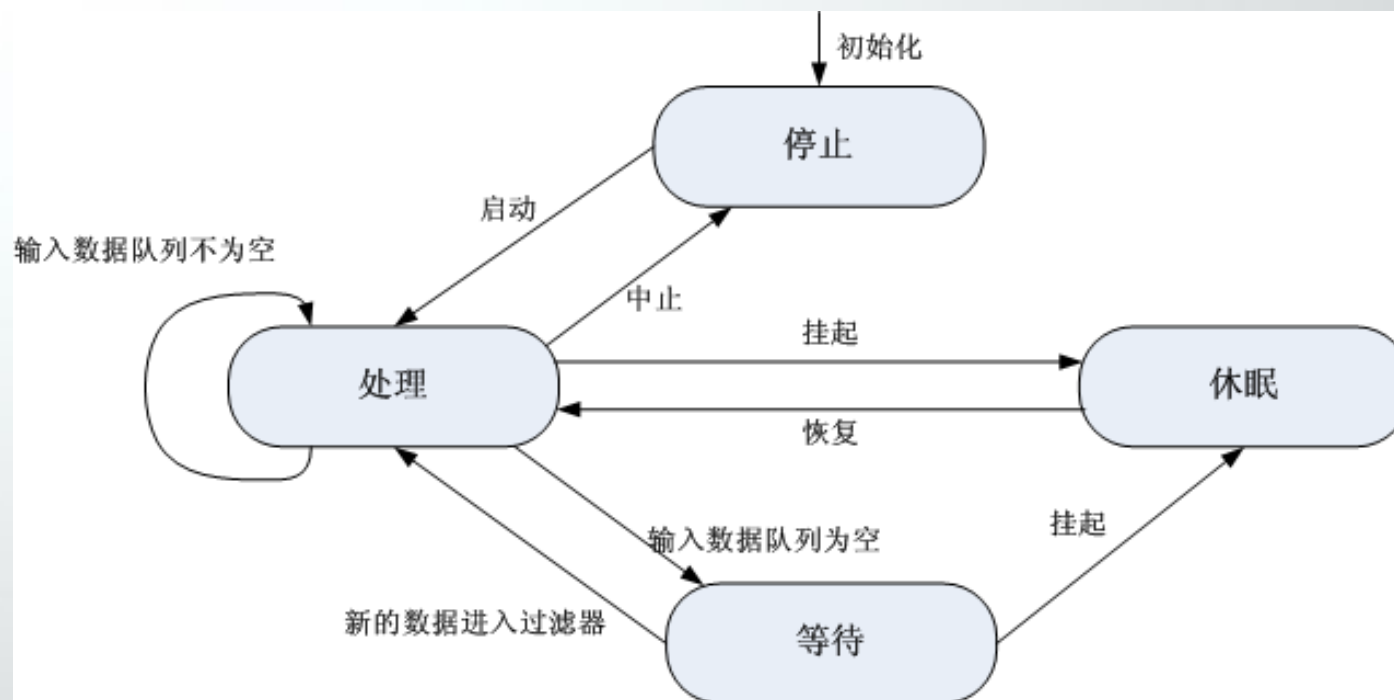 初始化
停止
启动
输入数据队列不为空
中止
挂起
处理
休眠
恢复
挂起
输入数据队列为空
新的数据进入过滤器
等待